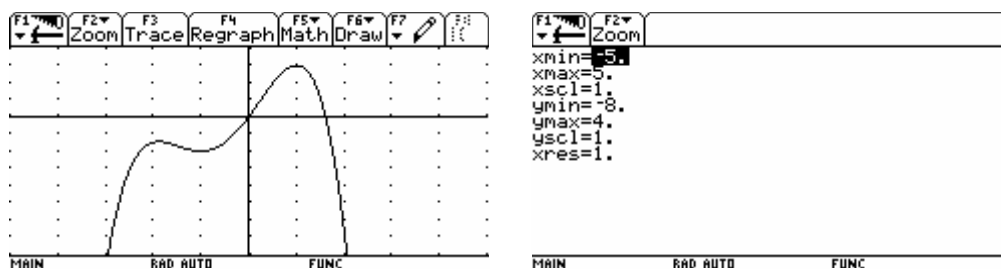 F1 F2 F3 F4 F5 F6 F7
Zoom Trace Regraph Math Draw
MAIN RAD AUTO FUNC
F1 F2
Zoom
xmin=-5.
xmax=5.
xscl=1.
ymin=-8.
ymax=4.
yscl=1.
xres=1.
MAIN RAD AUTO FUNC